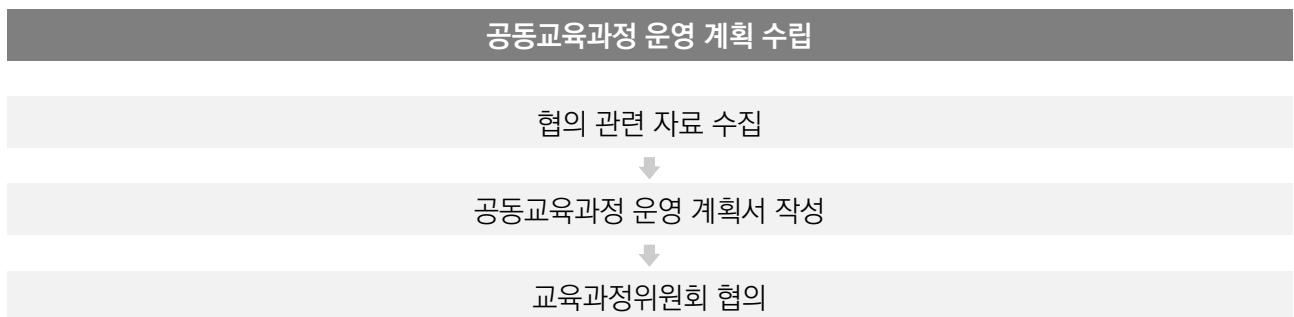 공동교육과정 운영 계획 수립
협의 관련 자료 수집
공동교육과정 운영 계획서 작성
교육과정위원회 협의